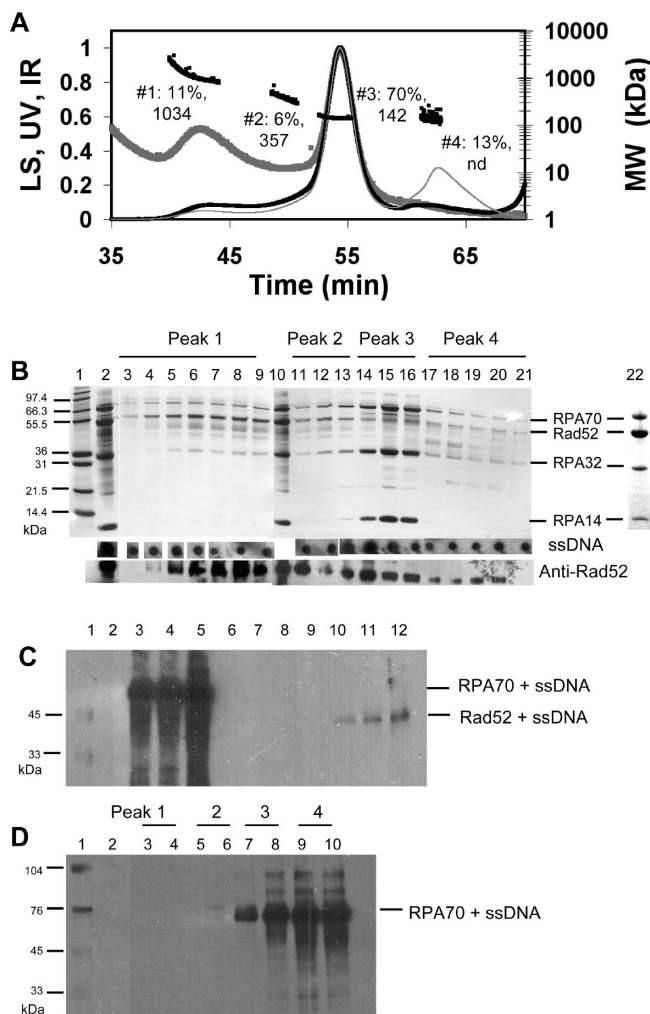 A
LS, UV, IR
1
0.8
0.6
0.4
0.2
0
#1: 11%,
1034
#2: 6%,
357
#3: 70%,
142
#4: 13%,
nd
10000
1000
100
10
1
MW (kDa)
35 45 55 65
Time (min)
B
Peak 1 Peak 2 Peak 3 Peak 4
1 2 3 4 5 6 7 8 9 10 11 12 13 14 15 16 17 18 19 20 21 22
97.4
66.3
55.5
36
31
21.5
14.4
kDa
RPA70
Rad52
RPA32
RPA14
ssDNA
Anti-Rad52
C
1 2 3 4 5 6 7 8 9 10 11 12
45
33
kDa
RPA70 + ssDNA
Rad52 + ssDNA
D
Peak 1 2 3 4
1 2 3 4 5 6 7 8 9 10
104
76
45
33
kDa
RPA70 + ssDNA